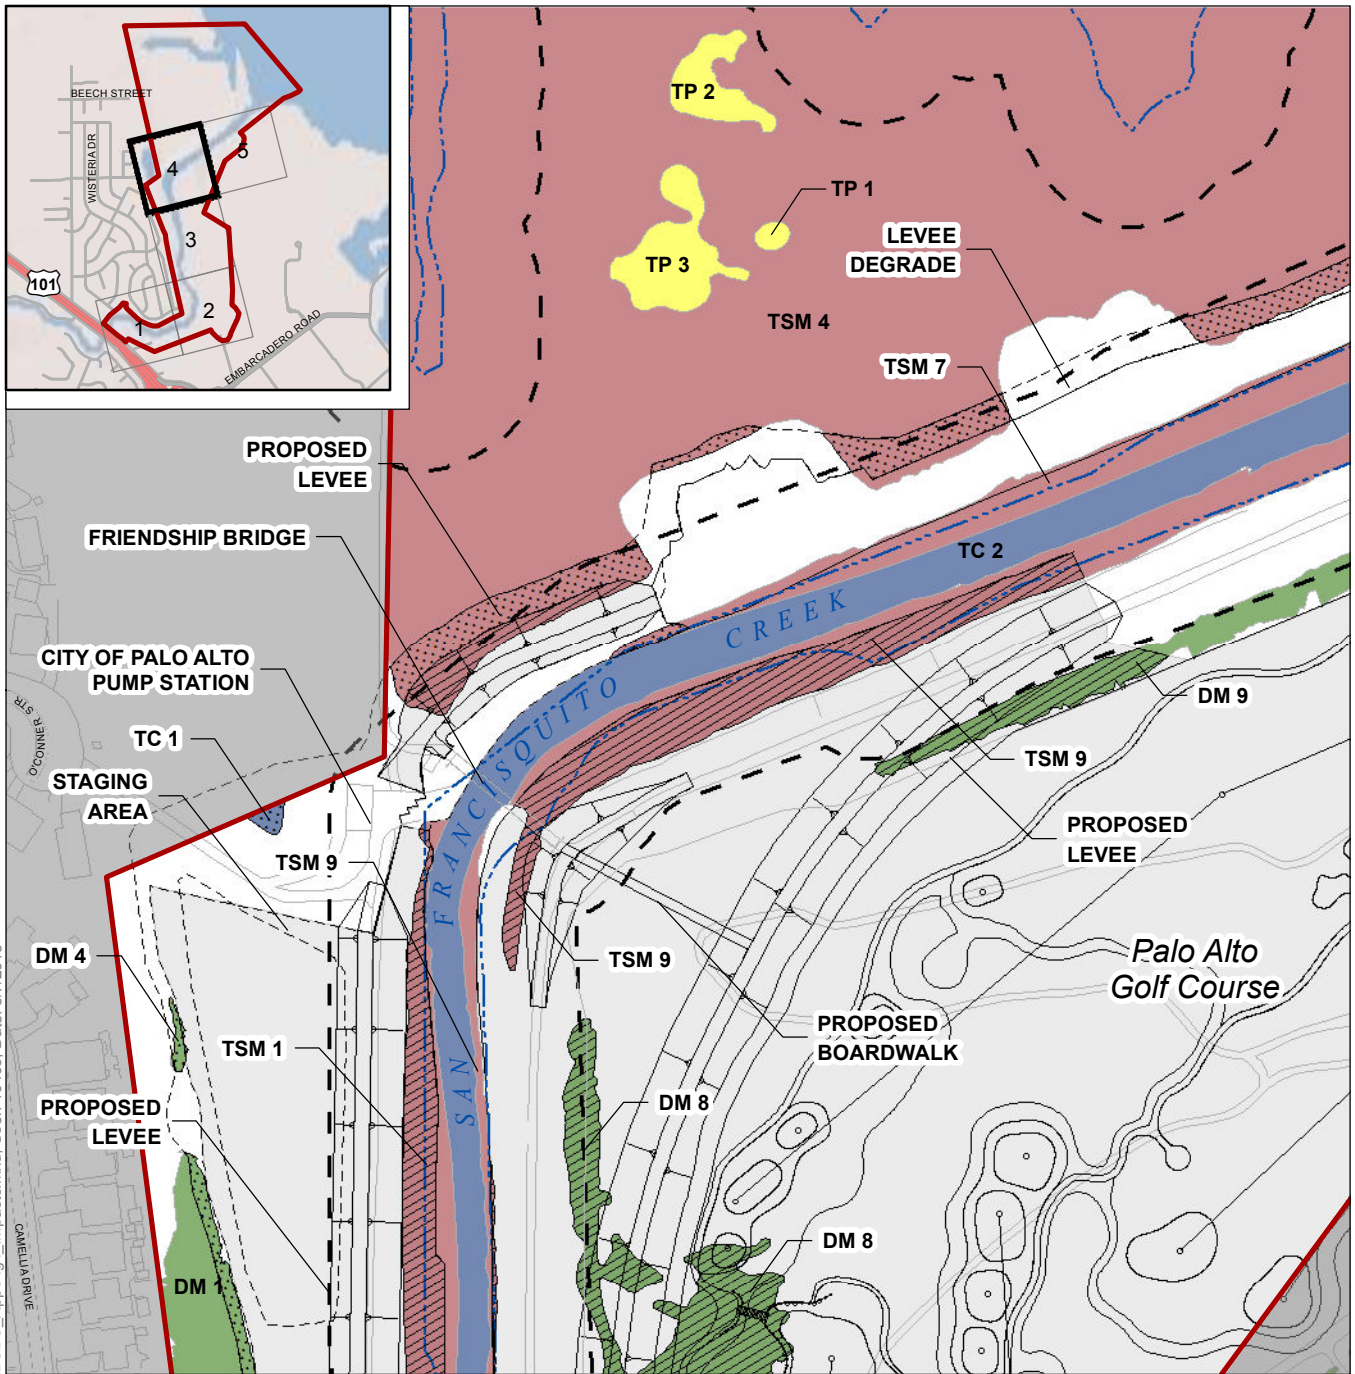 BEECH STREET
WISTERIA DR
4
5
3
2
1
101
EMBARCADERO ROAD
TP 2
TP 1
TP 3
LEVEE
DEGRADE
TSM 4
TSM 7
PROPOSED
LEVEE
FRIENDSHIP BRIDGE
TC 2
SAN FRANCISQUITO CREEK
CITY OF PALO ALTO
PUMP STATION
O'CONNER STR
TC 1
DM 9
STAGING
AREA
TSM 9
PROPOSED
LEVEE
TSM 9
DM 4
TSM 9
Palo Alto
Golf Course
TSM 1
PROPOSED
BOARDWALK
PROPOSED
LEVEE
DM 8
DM 8
CAMELLIA DRIVE
DM 1